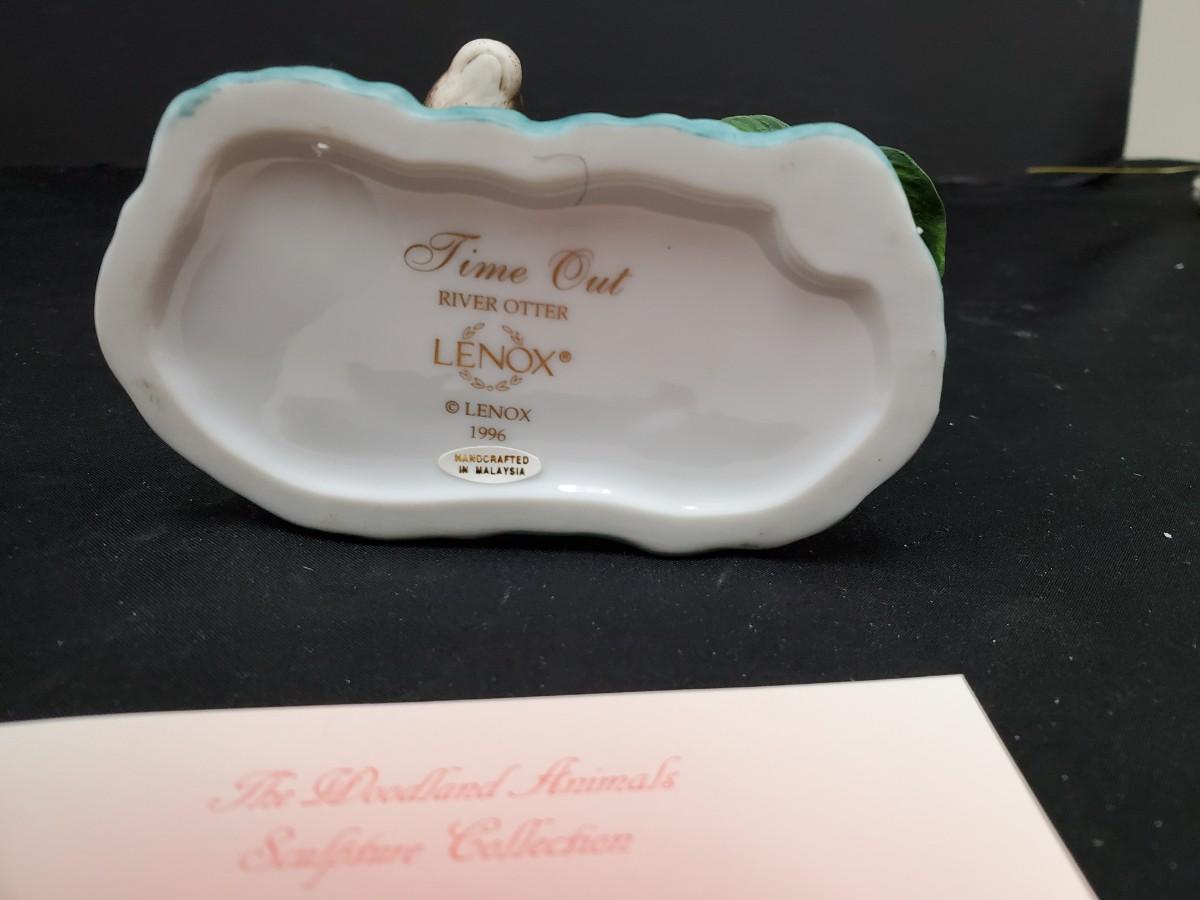 Time Out
RIVER OTTER
LENOX®
© LENOX
1996
HANDCRAFTED
IN MALAYSIA
The Woodland Animals
Sculpture Collection